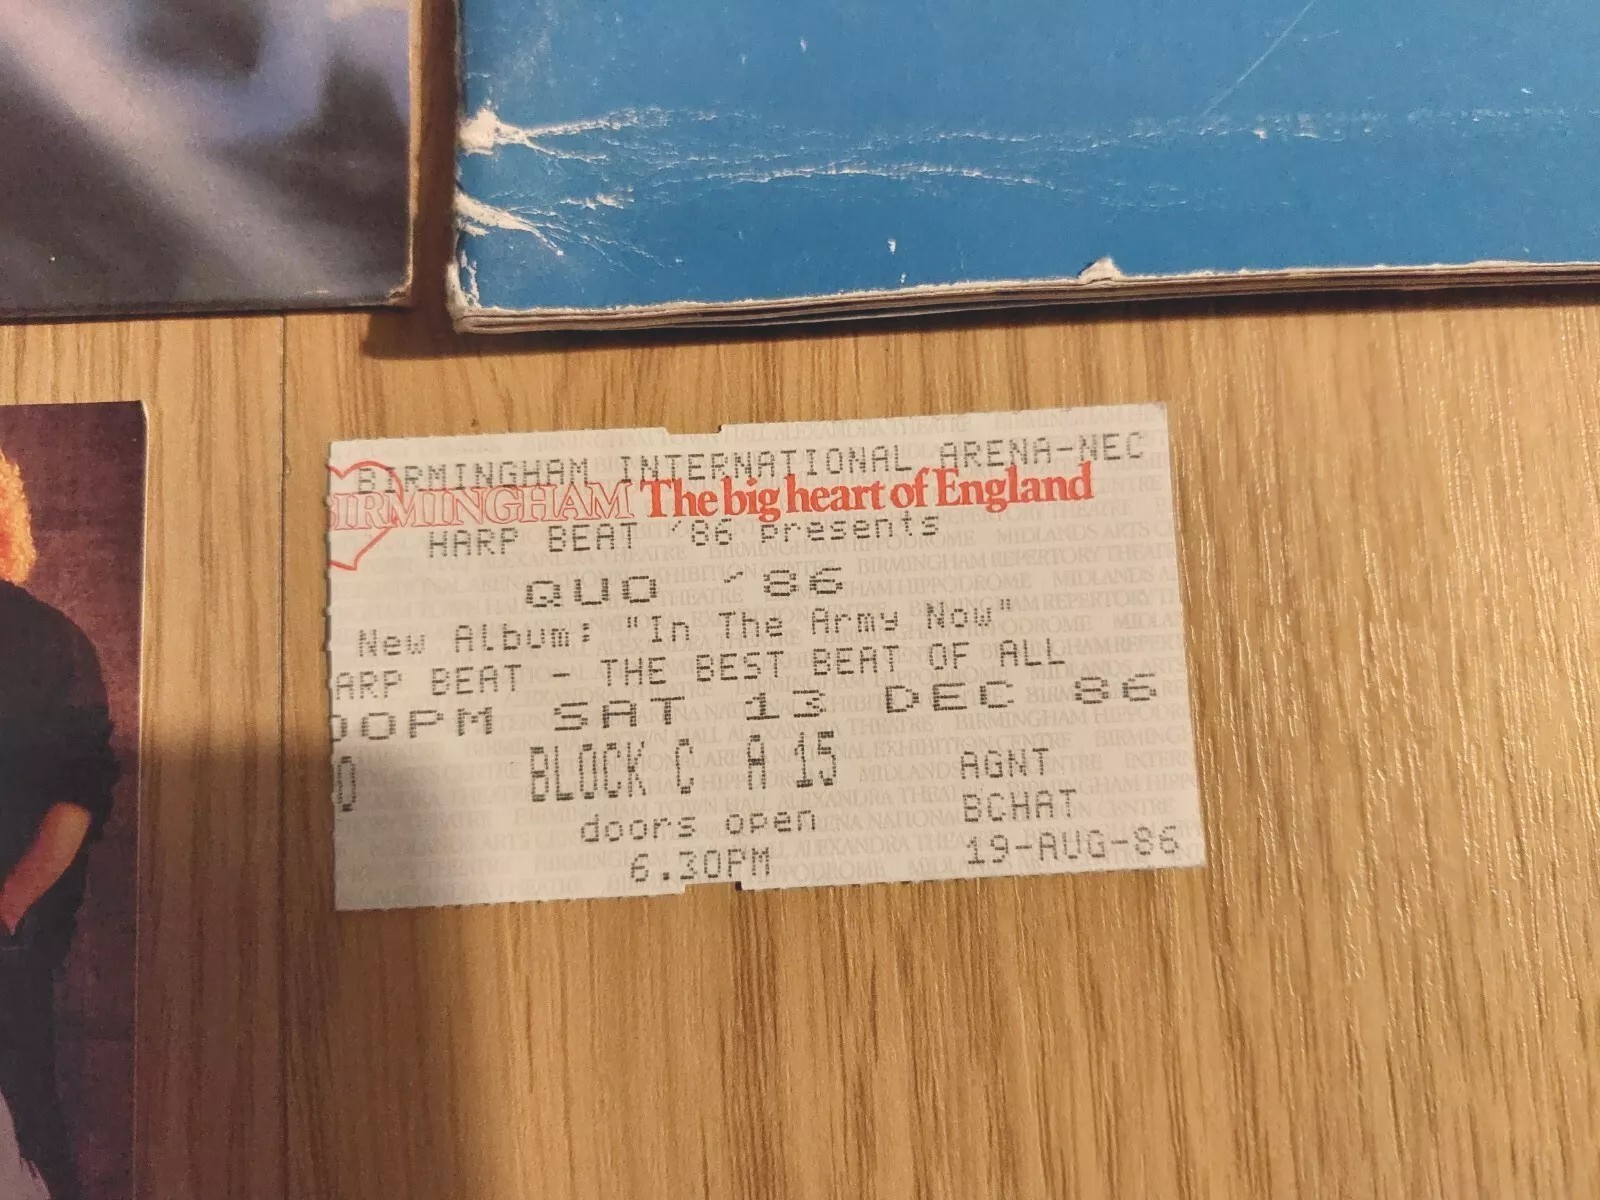 BIRMINGHAM INTERNATIONAL ARENA-NEC
BIRMINGHAM The big heart of England
HARP BEAT '86 presents
QUO '86
New Album: "In The Army Now"
ARP BEAT - THE BEST BEAT OF ALL
00PM SAT 13 DEC 86
0 BLOCK C A 15 AGNT
doors open BCHAT
6.30PM 19-AUG-86